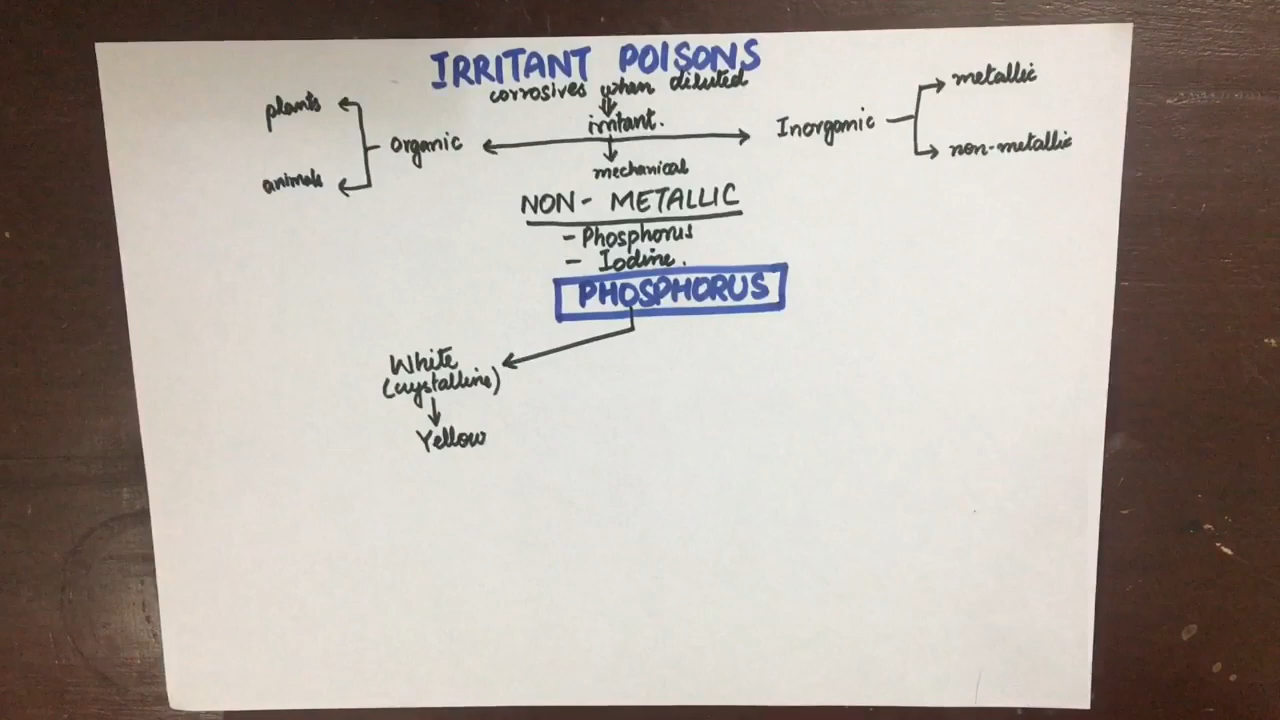 IRRITANT POISONS
corrosives when diluted
irritant.
plants
animals
organic
Inorganic
metallic
non-metallic
mechanical
NON-METALLIC
- Phosphorus
- Iodine.
PHOSPHORUS
White
(crystalline)
Yellow